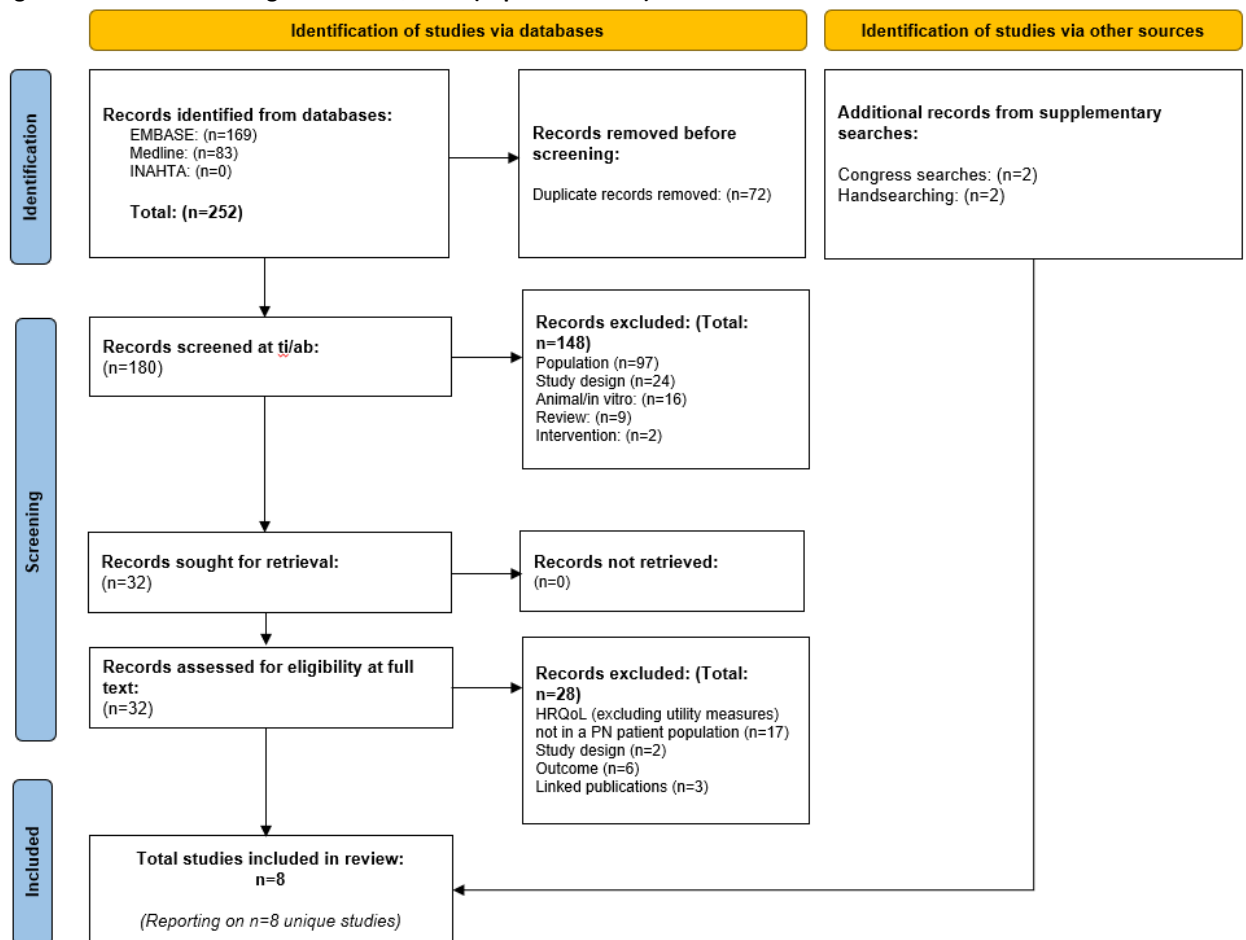 Identification of studies via databases
Identification of studies via other sources
Identification
Records identified from databases:
EMBASE: (n=169)
Medline: (n=83)
INAHTA: (n=0)
Total: (n=252)
Records removed before
screening:
Duplicate records removed: (n=72)
Additional records from supplementary
searches:
Congress searches: (n=2)
Handsearching: (n=2)
Screening
Records screened at ti/ab:
(n=180)
Records excluded: (Total:
n=148)
Population (n=97)
Study design (n=24)
Animal/in vitro: (n=16)
Review: (n=9)
Intervention: (n=2)
Records sought for retrieval:
(n=32)
Records not retrieved:
(n=0)
Records assessed for eligibility at full
text:
(n=32)
Records excluded: (Total:
n=28)
HRQoL (excluding utility measures)
not in a PN patient population (n=17)
Study design (n=2)
Outcome (n=6)
Linked publications (n=3)
Included
Total studies included in review:
n=8
(Reporting on n=8 unique studies)